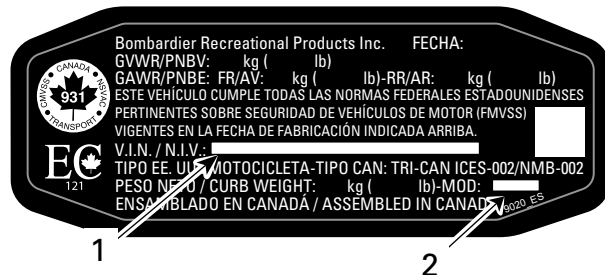 Bombardier Recreational Products Inc. FECHA:
GVWR/PNBV: kg ( lb)
GAWR/PNBE: FR/AV: kg ( lb)-RR/AR: kg ( lb)
ESTE VEHÍCULO CUMPLE TODAS LAS NORMAS FEDERALES ESTADOUNIDENSES
PERTINENTES SOBRE SEGURIDAD DE VEHÍCULOS DE MOTOR (FMVSS)
VIGENTES EN LA FECHA DE FABRICACIÓN INDICADA ARRIBA.
V.I.N. / N.I.V.:
TIPO EE. UU. MOTOCICLETA-TIPO CAN: TRI-CAN ICES-002/NMB-002
PESO NETO / CURB WEIGHT: kg ( lb)-MOD:
ENSAMBLADO EN CANADÁ / ASSEMBLED IN CANADA
9020_ES
CANADA
CMVSS
NSVAC
931
TRANSPORT
EC
121
1
2